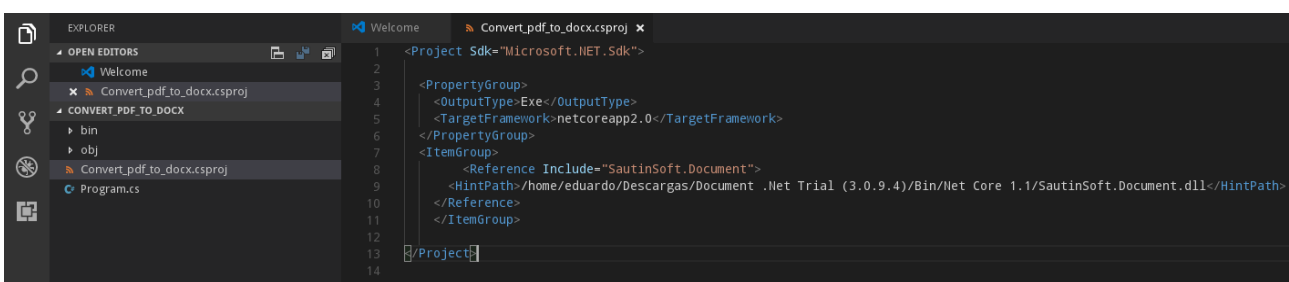 EXPLORER
OPEN EDITORS
Welcome
Convert_pdf_to_docx.csproj
CONVERT_PDF_TO_DOCX
bin
obj
Convert_pdf_to_docx.csproj
Program.cs
Welcome Convert_pdf_to_docx.csproj
1 <Project Sdk="Microsoft.NET.Sdk">
2
3 <PropertyGroup>
4 <OutputType>Exe</OutputType>
5 <TargetFramework>netcoreapp2.0</TargetFramework>
6 </PropertyGroup>
7 <ItemGroup>
8 <Reference Include="SautinSoft.Document">
9 <HintPath>/home/eduardo/Descargas/Document .Net Trial (3.0.9.4)/Bin/Net Core 1.1/SautinSoft.Document.dll</HintPath>
10 </Reference>
11 </ItemGroup>
12
13 </Project>
14